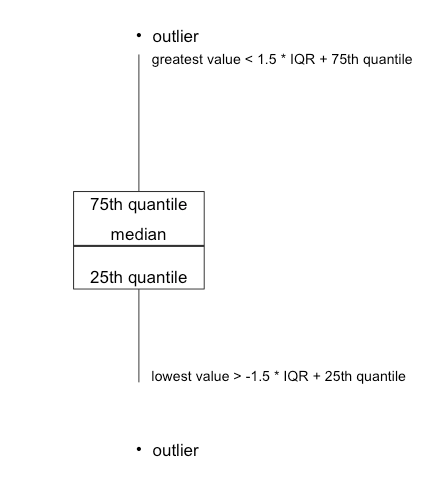 outlier
greatest value < 1.5 * IQR + 75th quantile
75th quantile
median
25th quantile
lowest value > -1.5 * IQR + 25th quantile
outlier